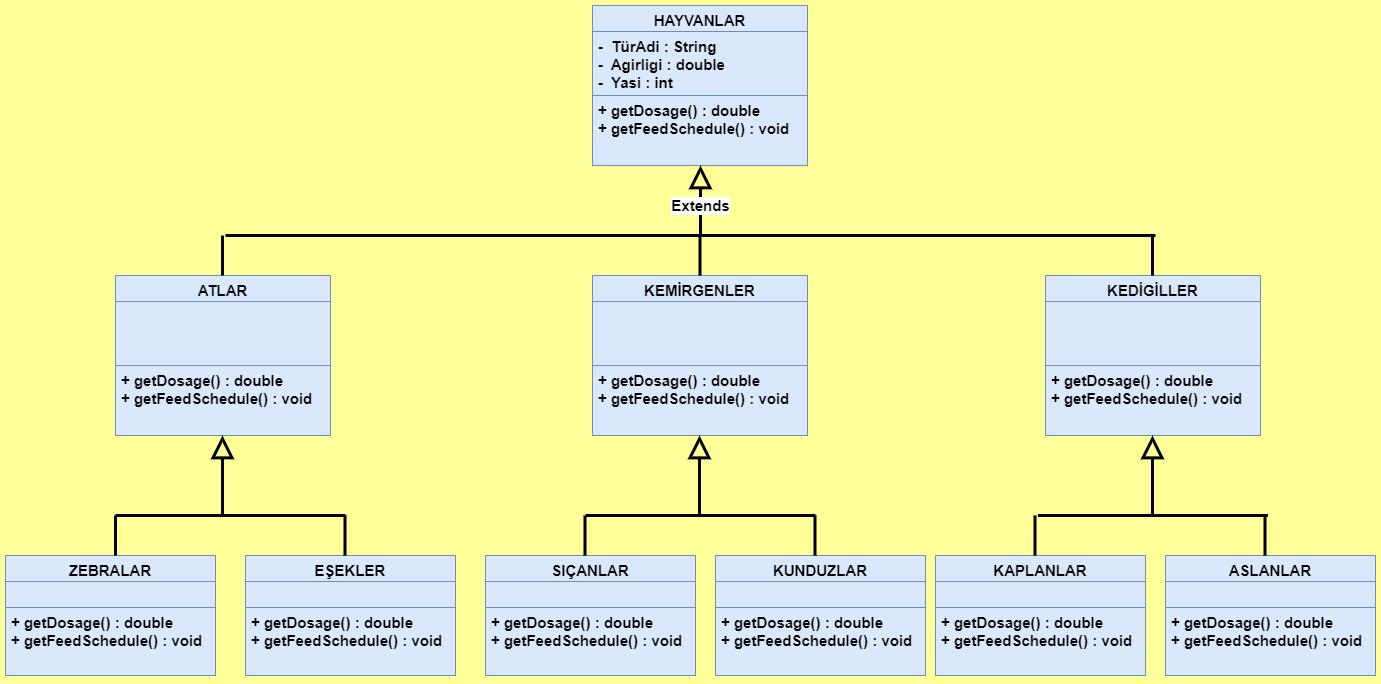 HAYVANLAR
- TürAdi : String
- Agirligi : double
- Yasi : int
+ getDosage() : double
+ getFeedSchedule() : void
Extends
ATLAR
+ getDosage() : double
+ getFeedSchedule() : void
KEMİRGENLER
+ getDosage() : double
+ getFeedSchedule() : void
KEDİGİLLER
+ getDosage() : double
+ getFeedSchedule() : void
ZEBRALAR
+ getDosage() : double
+ getFeedSchedule() : void
EŞEKLER
+ getDosage() : double
+ getFeedSchedule() : void
SIÇANLAR
+ getDosage() : double
+ getFeedSchedule() : void
KUNDUZLAR
+ getDosage() : double
+ getFeedSchedule() : void
KAPLANLAR
+ getDosage() : double
+ getFeedSchedule() : void
ASLANLAR
+ getDosage() : double
+ getFeedSchedule() : void